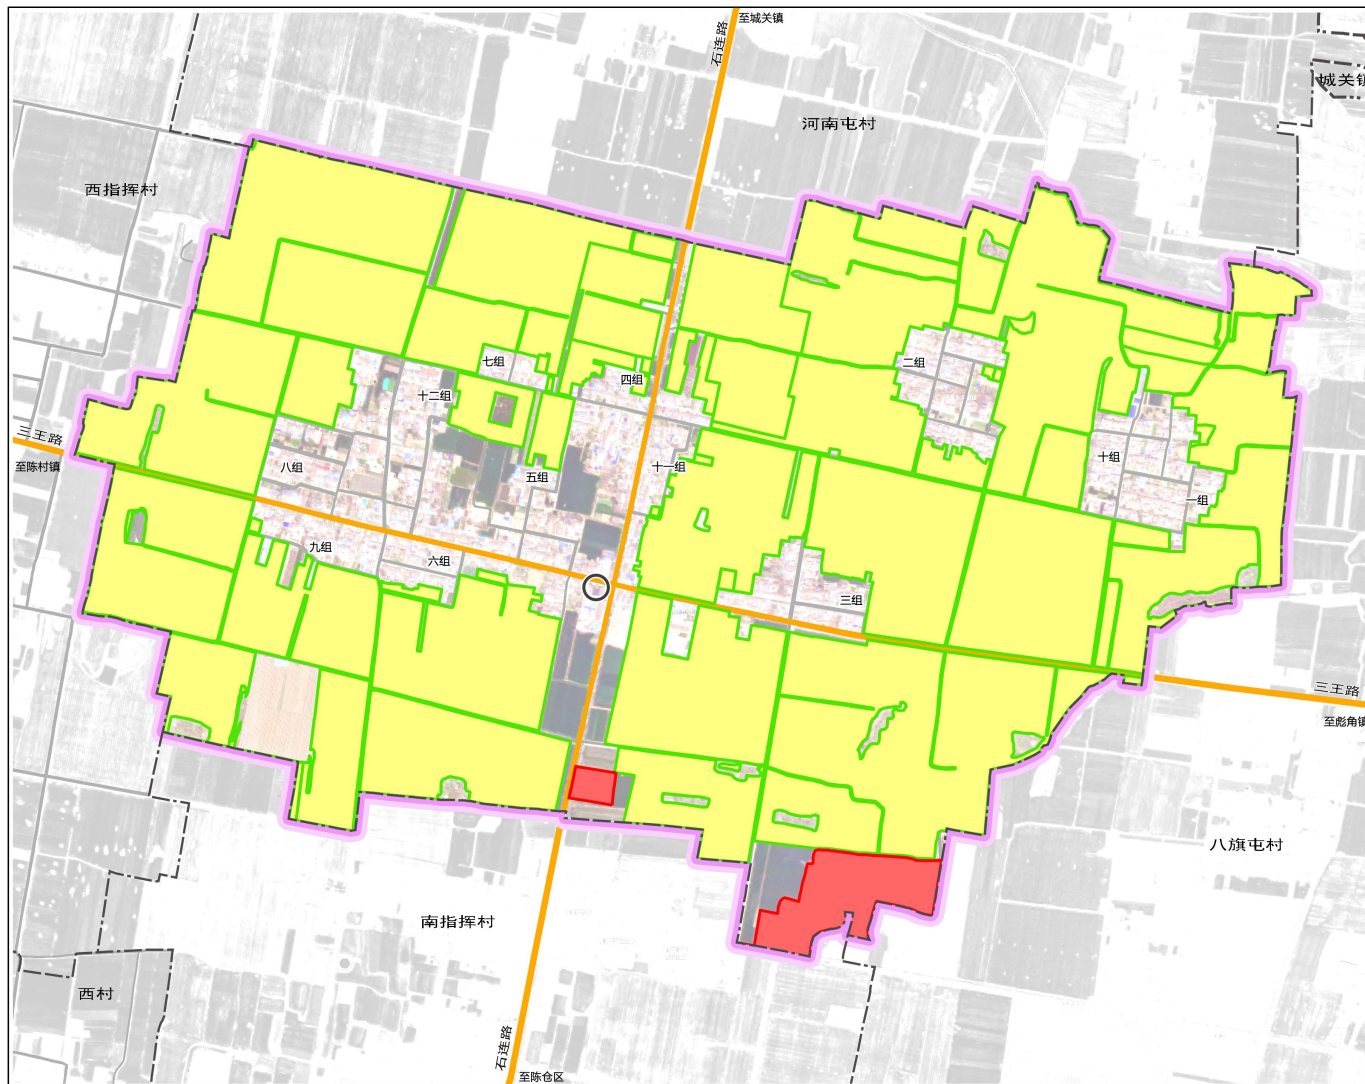 至城关镇
石连路
城关镇
河南屯村
西指挥村
七组
二组
四组
十二组
三王路
至陈村镇
八组
五组
十一组
十组
一组
九组
六组
三组
三王路
至彪角镇
八旗屯村
南指挥村
西村
石连路
至陈仓区